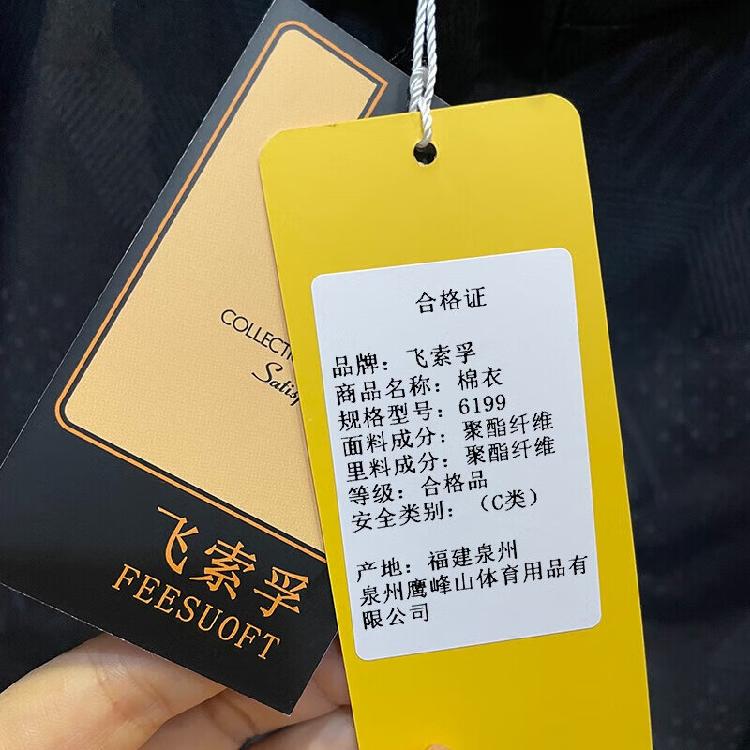 COLLECTI
Satisf
飞索孚
FEESUOFT
合格证
品牌：飞索孚
商品名称：棉衣
规格型号：6199
面料成分：聚酯纤维
里料成分：聚酯纤维
等级：合格品
安全类别：（C类）
产地：福建泉州
泉州鹰峰山体育用品有
限公司